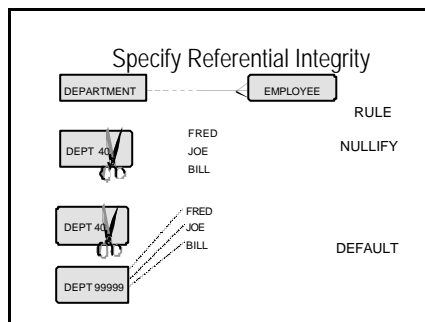 Specify Referential Integrity
DEPARTMENT
EMPLOYEE
RULE
FRED
DEPT 40
JOE
NULLIFY
BILL
FRED
DEPT 40
JOE
BILL
DEFAULT
DEPT 99999